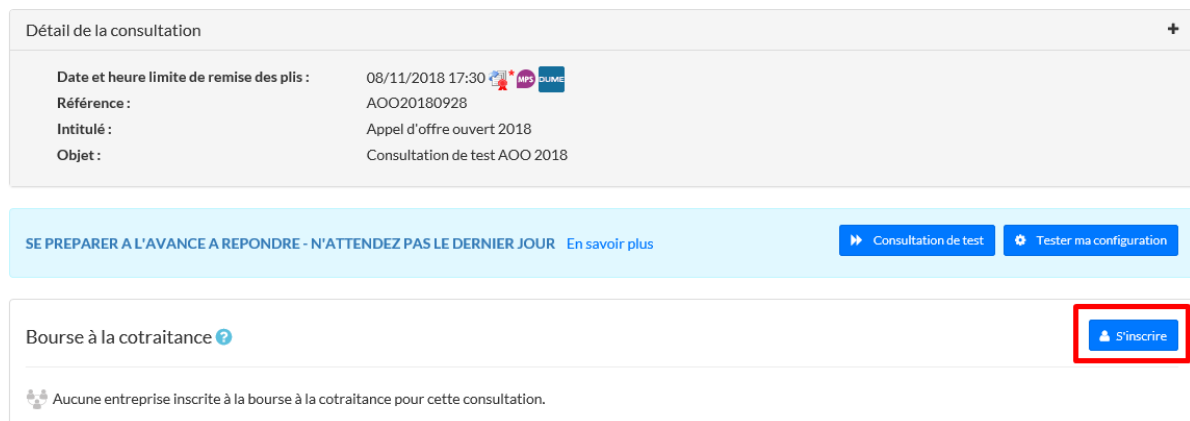 Détail de la consultation
Date et heure limite de remise des plis : 08/11/2018 17:30 * MPS DUME
Référence : AOO20180928
Intitulé : Appel d'offre ouvert 2018
Objet : Consultation de test AOO 2018
SE PREPARER A L'AVANCE A REPONDRE - N'ATTENDEZ PAS LE DERNIER JOUR En savoir plus Consultation de test Tester ma configuration
Bourse à la cotraitance ? S'inscrire
Aucune entreprise inscrite à la bourse à la cotraitance pour cette consultation.